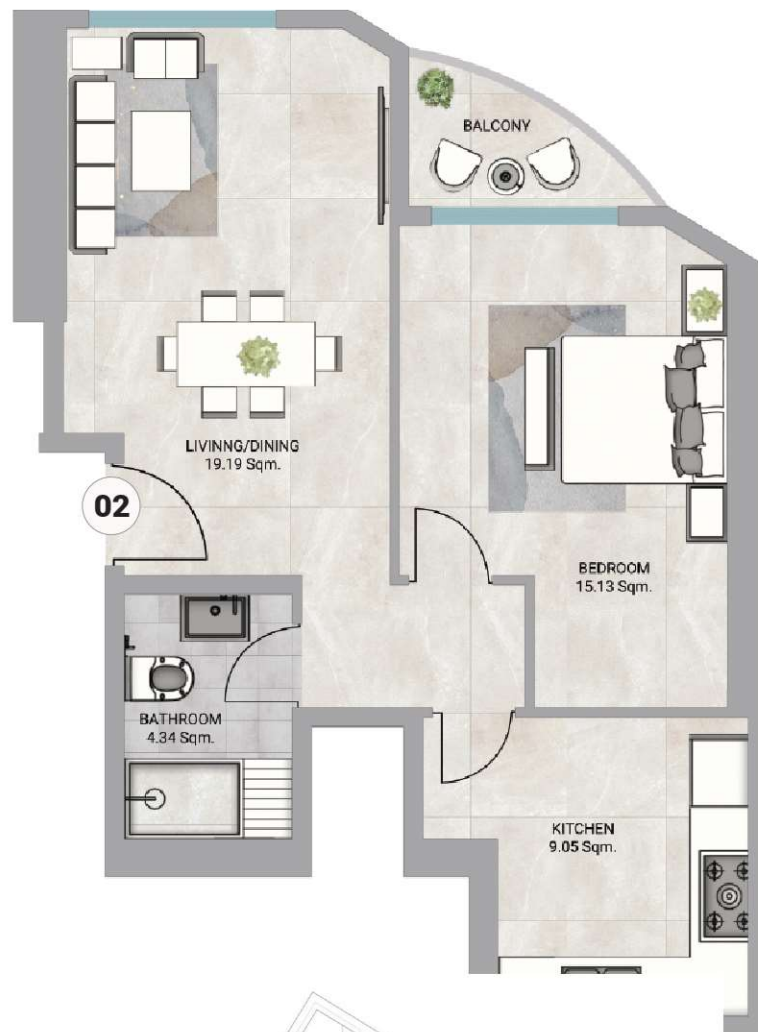 BALCONY
LIVINNG/DINING
19.19 Sqm.
02
BEDROOM
15.13 Sqm.
BATHROOM
4.34 Sqm.
KITCHEN
9.05 Sqm.